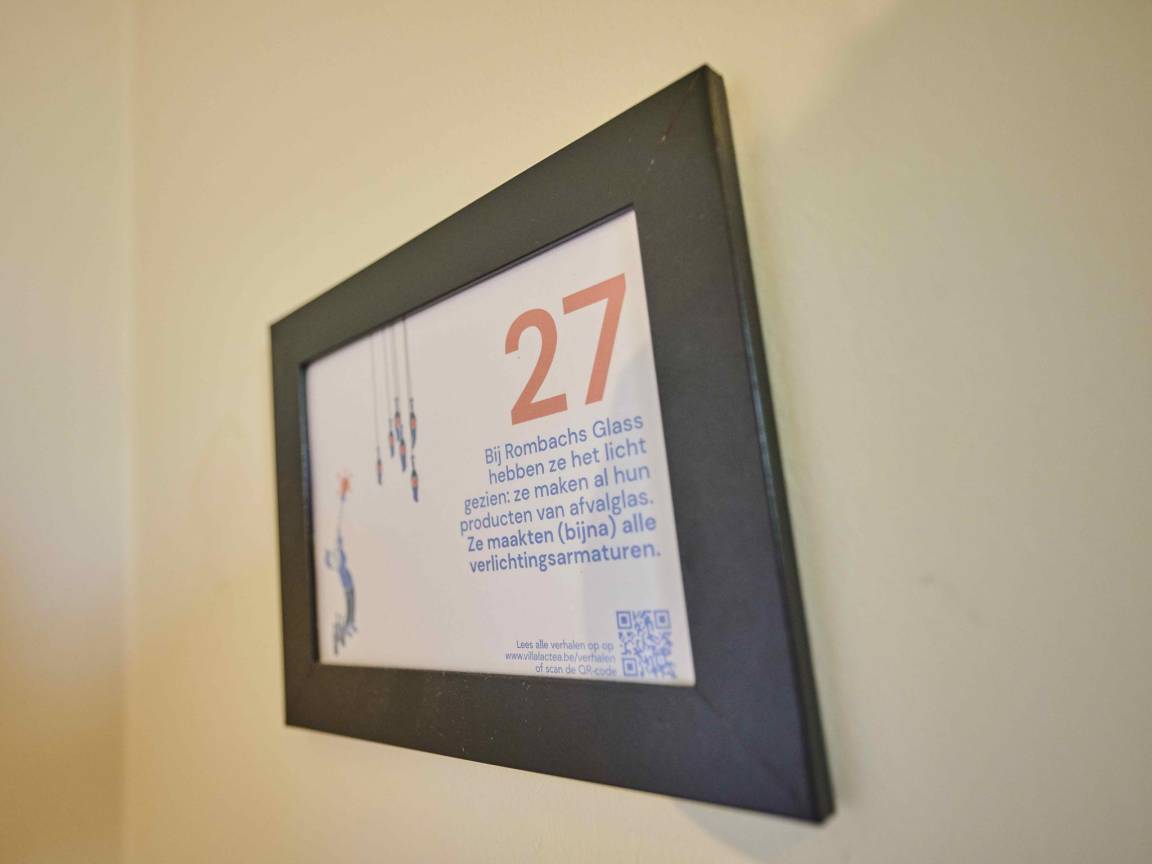 27
Bij Rombachs Glass
hebben ze het licht
gezien: ze maken al hun
producten van afvalglas.
Ze maakten (bijna) alle
verlichtingsarmaturen.
Lees alle verhalen op op
www.villalactea.be/verhalen
of scan de QR-code